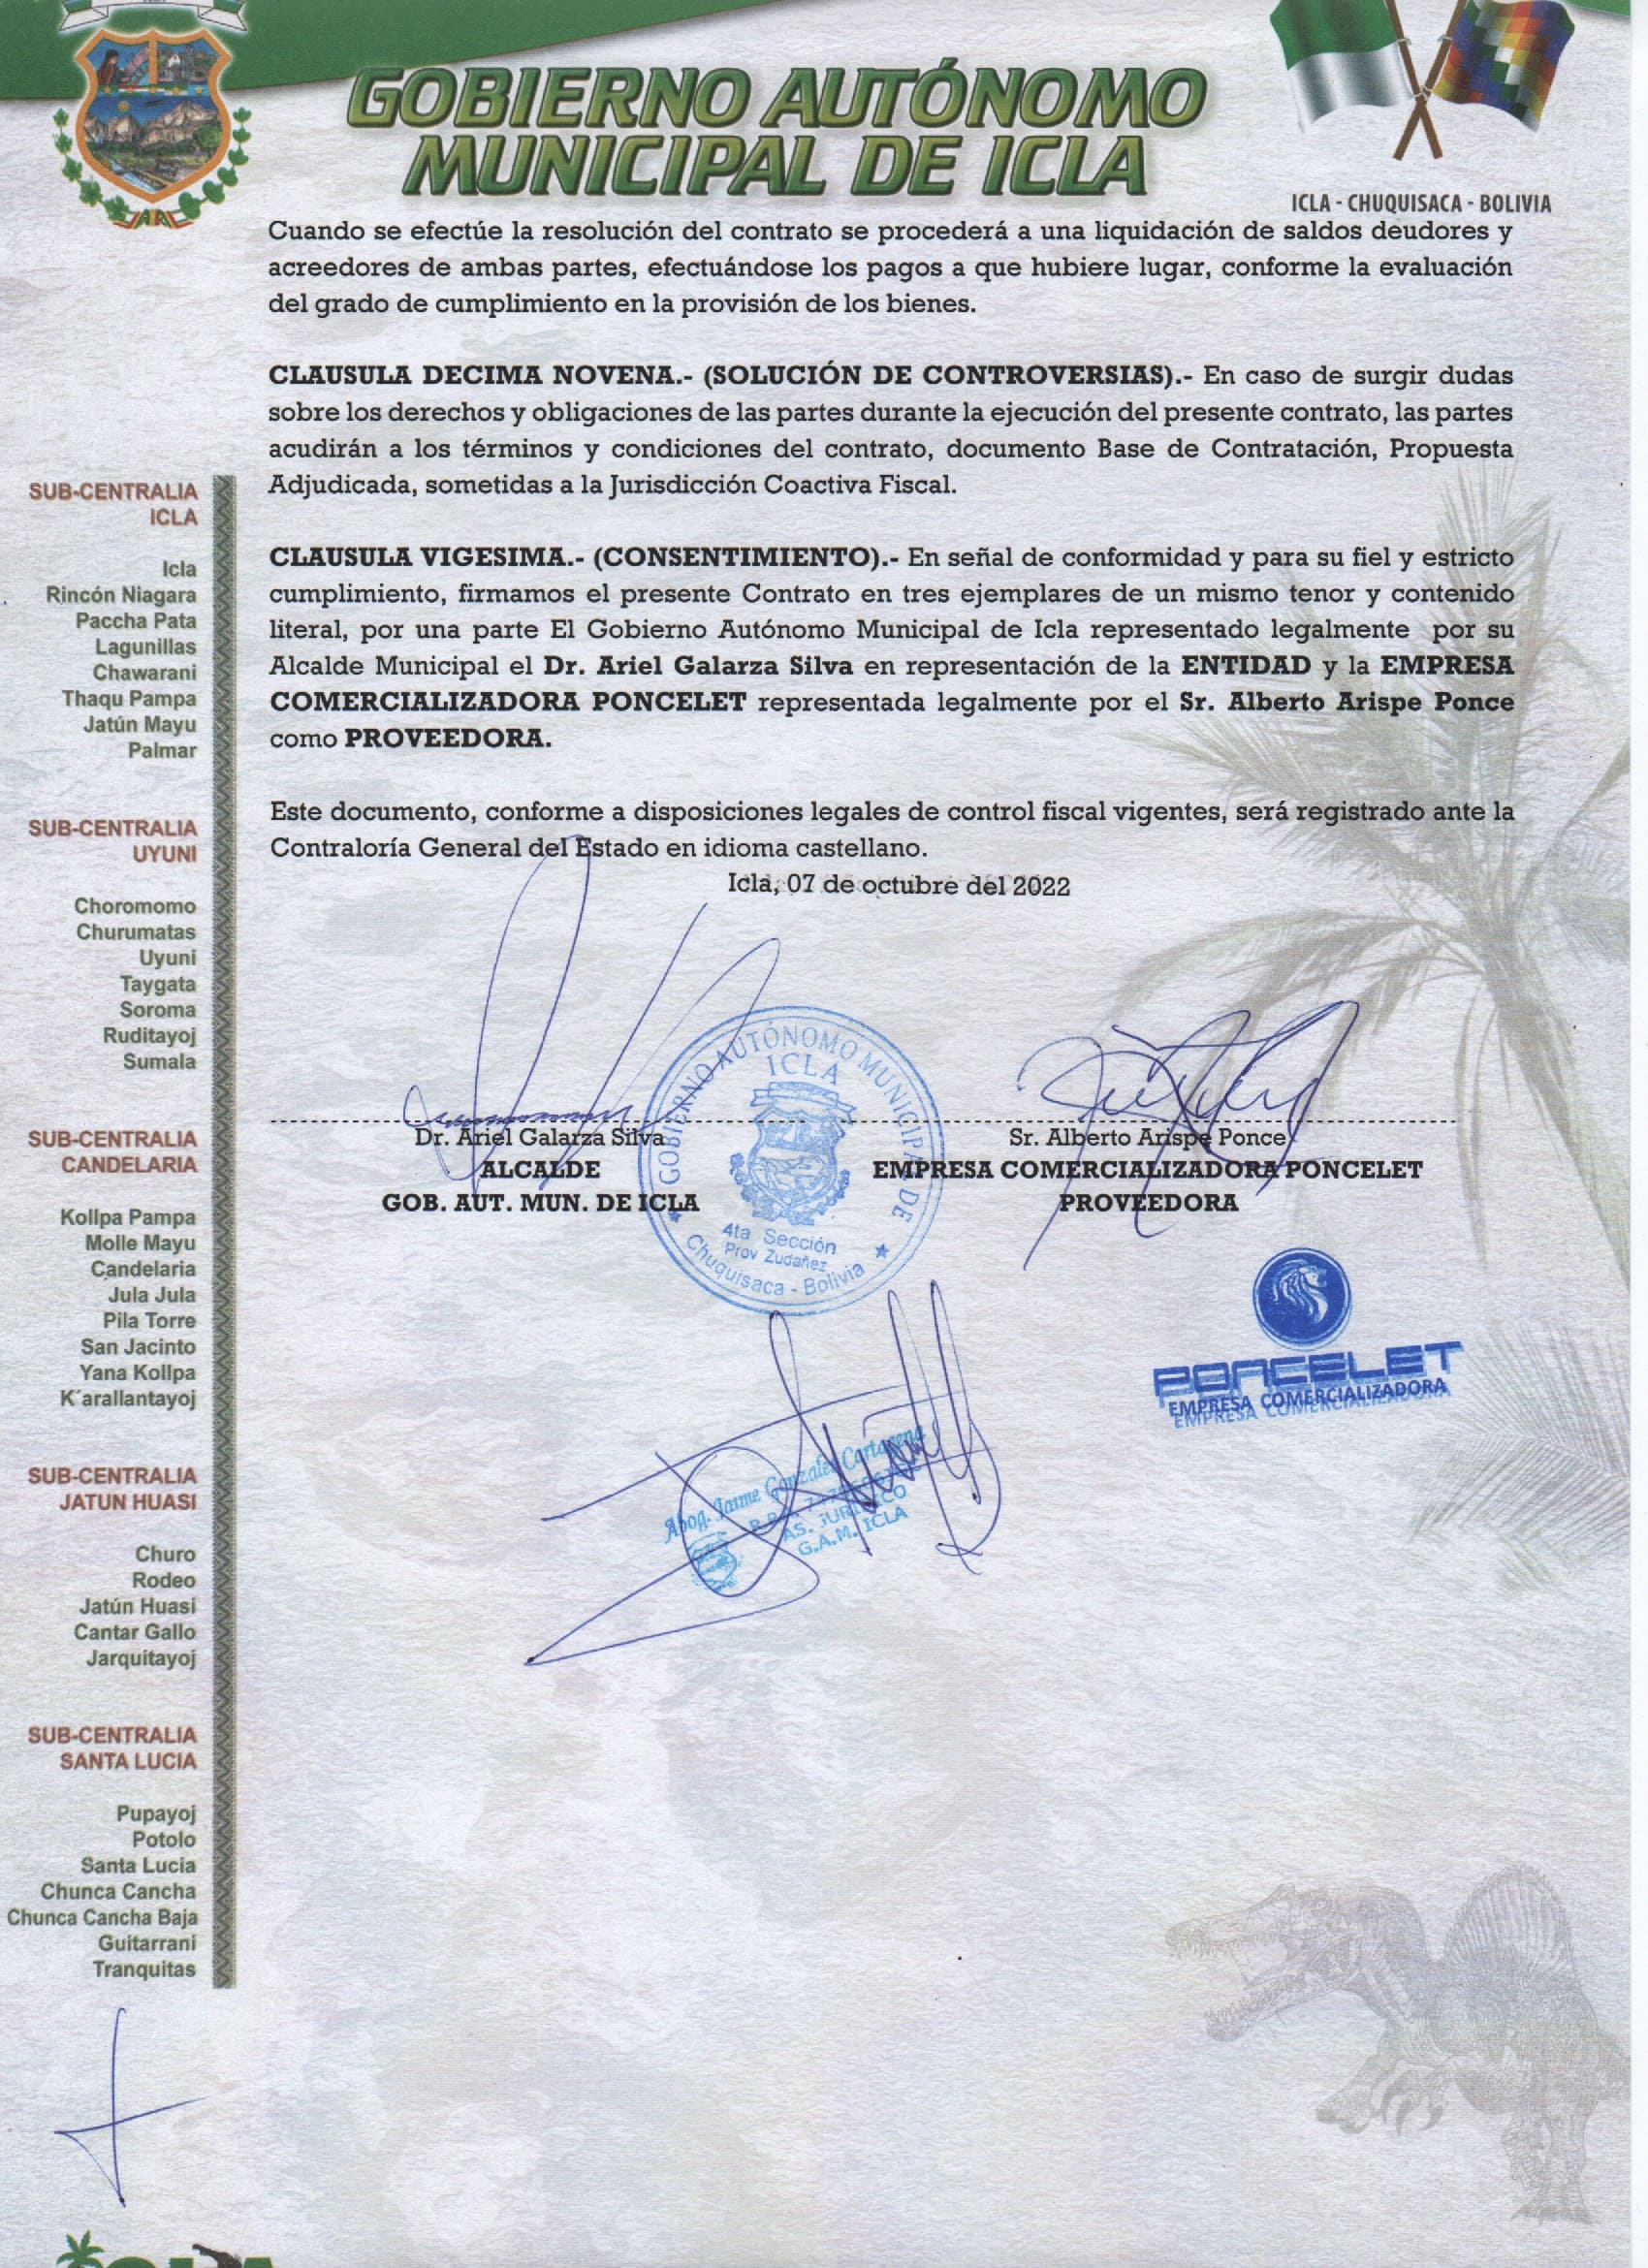 GOBIERNO AUTÓNOMO
MUNICIPAL DE ICLA
ICLA - CHUQUISACA - BOLIVIA
Cuando se efectúe la resolución del contrato se procederá a una liquidación de saldos deudores y
acreedores de ambas partes, efectuándose los pagos a que hubiere lugar, conforme la evaluación
del grado de cumplimiento en la provisión de los bienes.
CLAUSULA DECIMA NOVENA.- (SOLUCIÓN DE CONTROVERSIAS).- En caso de surgir dudas
sobre los derechos y obligaciones de las partes durante la ejecución del presente contrato, las partes
acudirán a los términos y condiciones del contrato, documento Base de Contratación, Propuesta
Adjudicada, sometidas a la Jurisdicción Coactiva Fiscal.
CLAUSULA VIGESIMA.- (CONSENTIMIENTO).- En señal de conformidad y para su fiel y estricto
cumplimiento, firmamos el presente Contrato en tres ejemplares de un mismo tenor y contenido
literal, por una parte El Gobierno Autónomo Municipal de Icla representado legalmente por su
Alcalde Municipal el Dr. Ariel Galarza Silva en representación de la ENTIDAD y la EMPRESA
COMERCIALIZADORA PONCELET representada legalmente por el Sr. Alberto Arispe Ponce
como PROVEEDORA.
Este documento, conforme a disposiciones legales de control fiscal vigentes, será registrado ante la
Contraloría General del Estado en idioma castellano.
Icla, 07 de octubre del 2022
Dr. Ariel Galarza Silva
ALCALDE
GOB. AUT. MUN. DE ICLA
Sr. Alberto Arispe Ponce
EMPRESA COMERCIALIZADORA PONCELET
PROVEEDORA
GOBIERNO AUTÓNOMO MUNICIPAL DE
ICLA
4ta Sección
Prov Zudañez
Chuquisaca - Bolivia
PONCELET
EMPRESA COMERCIALIZADORA
Abog. Jaime Gonzales Cartagena
AS. JURIDICO
G.A.M. ICLA
SUB-CENTRALIA
ICLA
Icla
Rincón Niagara
Paccha Pata
Lagunillas
Chawarani
Thaqu Pampa
Jatún Mayu
Palmar
SUB-CENTRALIA
UYUNI
Choromomo
Churumatas
Uyuni
Taygata
Soroma
Ruditayoj
Sumala
SUB-CENTRALIA
CANDELARIA
Kollpa Pampa
Molle Mayu
Candelaria
Jula Jula
Pila Torre
San Jacinto
Yana Kollpa
K´arallantayoj
SUB-CENTRALIA
JATUN HUASI
Churo
Rodeo
Jatún Huasi
Cantar Gallo
Jarquitayoj
SUB-CENTRALIA
SANTA LUCIA
Pupayoj
Potolo
Santa Lucia
Chunca Cancha
Chunca Cancha Baja
Guitarrani
Tranquitas